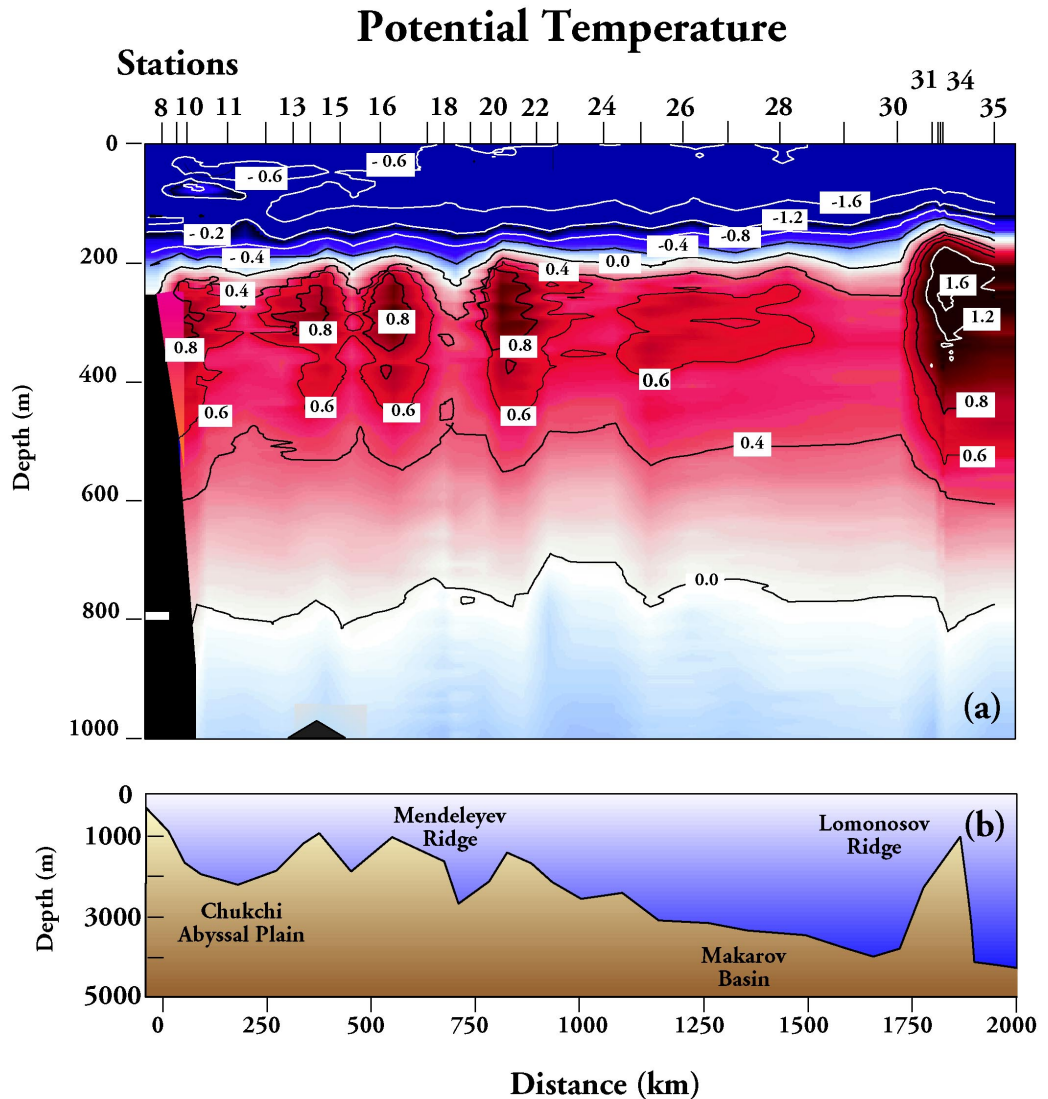 Potential Temperature
Stations
8 10 11 13 15 16 18 20 22 24 26 28 30 31 34 35
0
200
400
600
800
1000
Depth (m)
- 0.6
- 0.6
- 0.2
- 0.4
0.4
0.8
0.8
0.8
0.8
0.6
0.6
0.6
0.6
0.4
0.0
-0.4
-0.8
-1.2
-1.6
0.6
0.4
0.0
1.6
1.2
0.8
0.6
(a)
0
1000
3000
5000
Depth (m)
Mendeleyev
Ridge
Lomonosov
Ridge
(b)
Chukchi
Abyssal Plain
Makarov
Basin
0 250 500 750 1000 1250 1500 1750 2000
Distance (km)